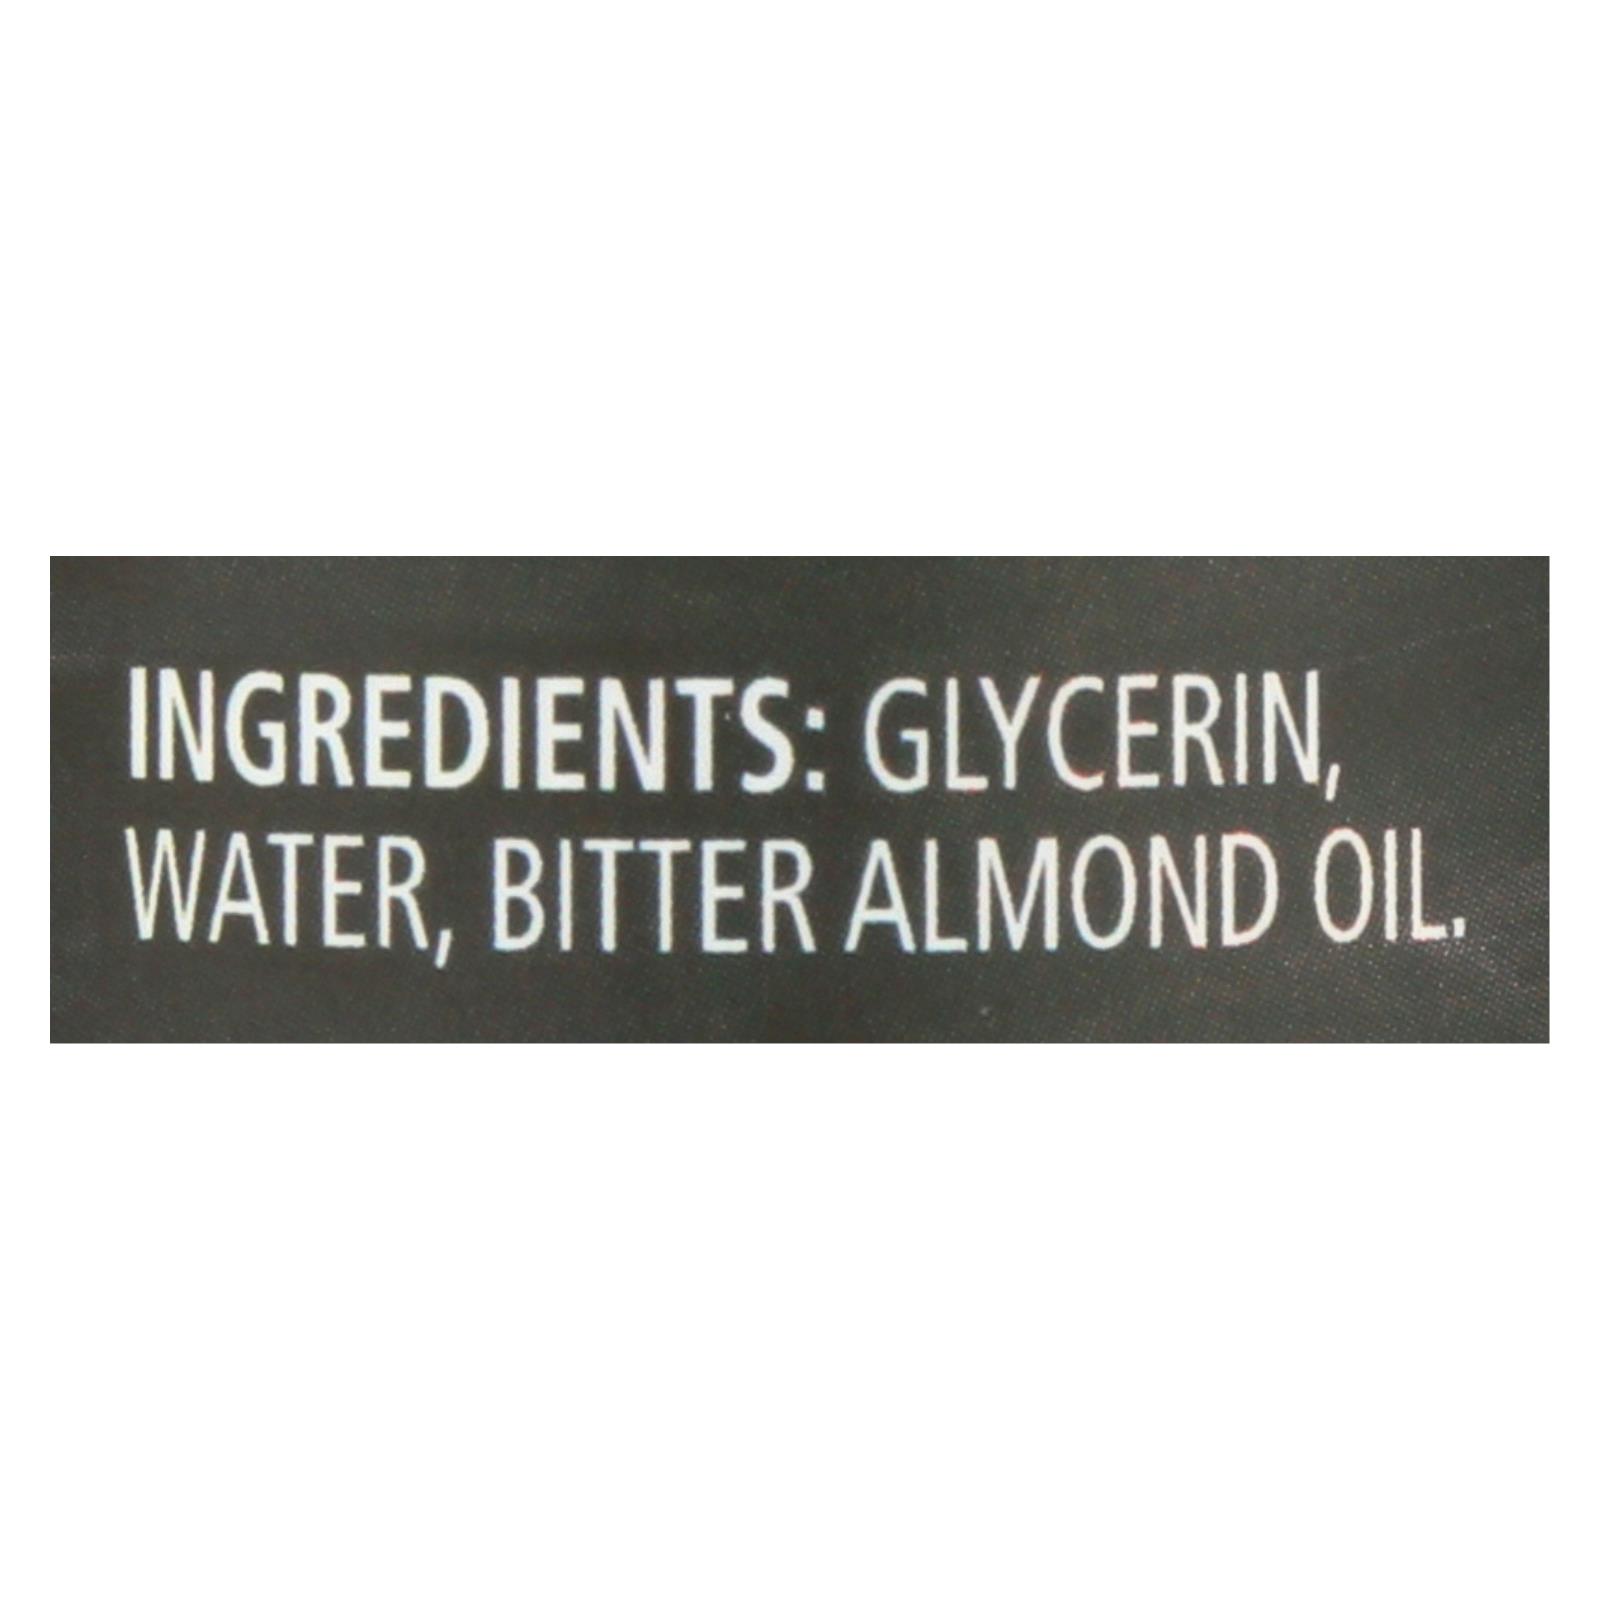 INGREDIENTS: GLYCERIN,
WATER, BITTER ALMOND OIL.